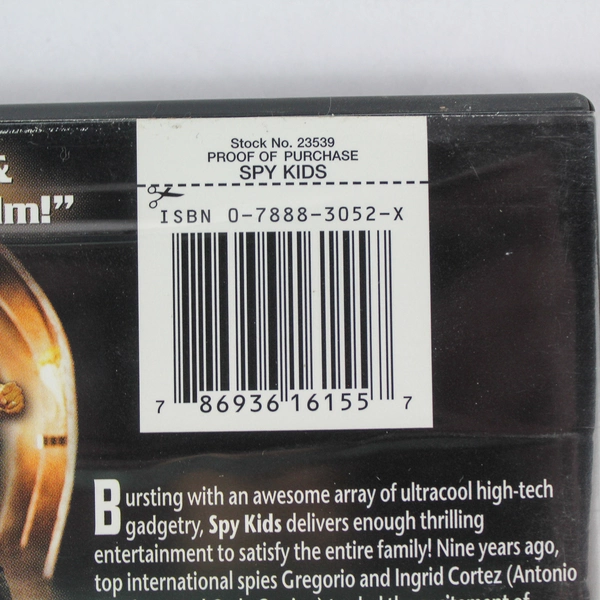 Stock No. 23539
PROOF OF PURCHASE
SPY KIDS
&
lm!”
ISBN 0-7888-3052-X
7 86936 16155 7
Bursting with an awesome array of ultracool high-tech
gadgetry, Spy Kids delivers enough thrilling
entertainment to satisfy the entire family! Nine years ago,
top international spies Gregorio and Ingrid Cortez (Antonio